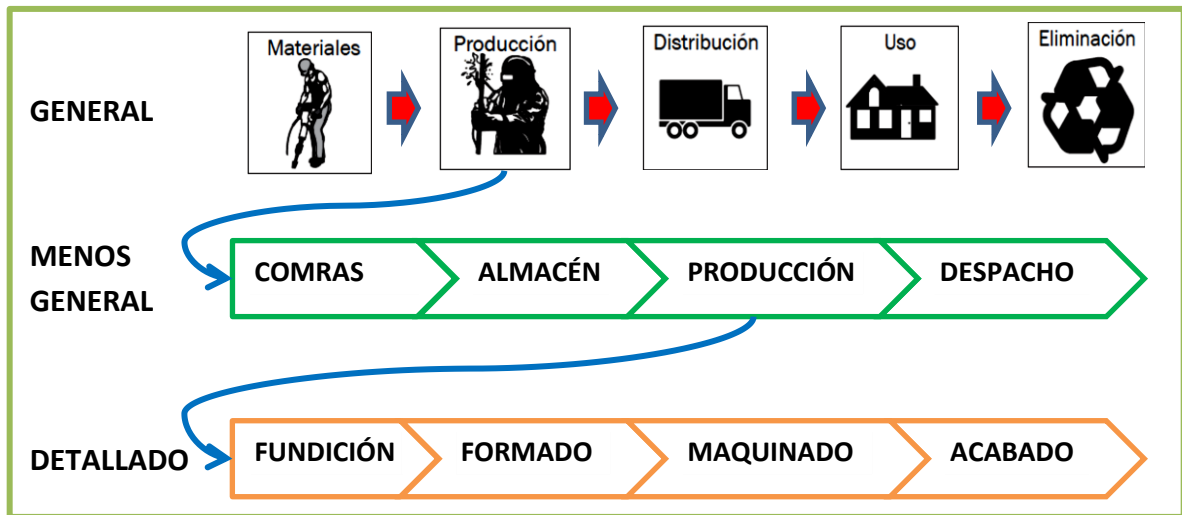 Materiales
Producción
Distribución
Uso
Eliminación
GENERAL
MENOS
GENERAL
COMRAS
ALMACÉN
PRODUCCIÓN
DESPACHO
DETALLADO
FUNDICIÓN
FORMADO
MAQUINADO
ACABADO